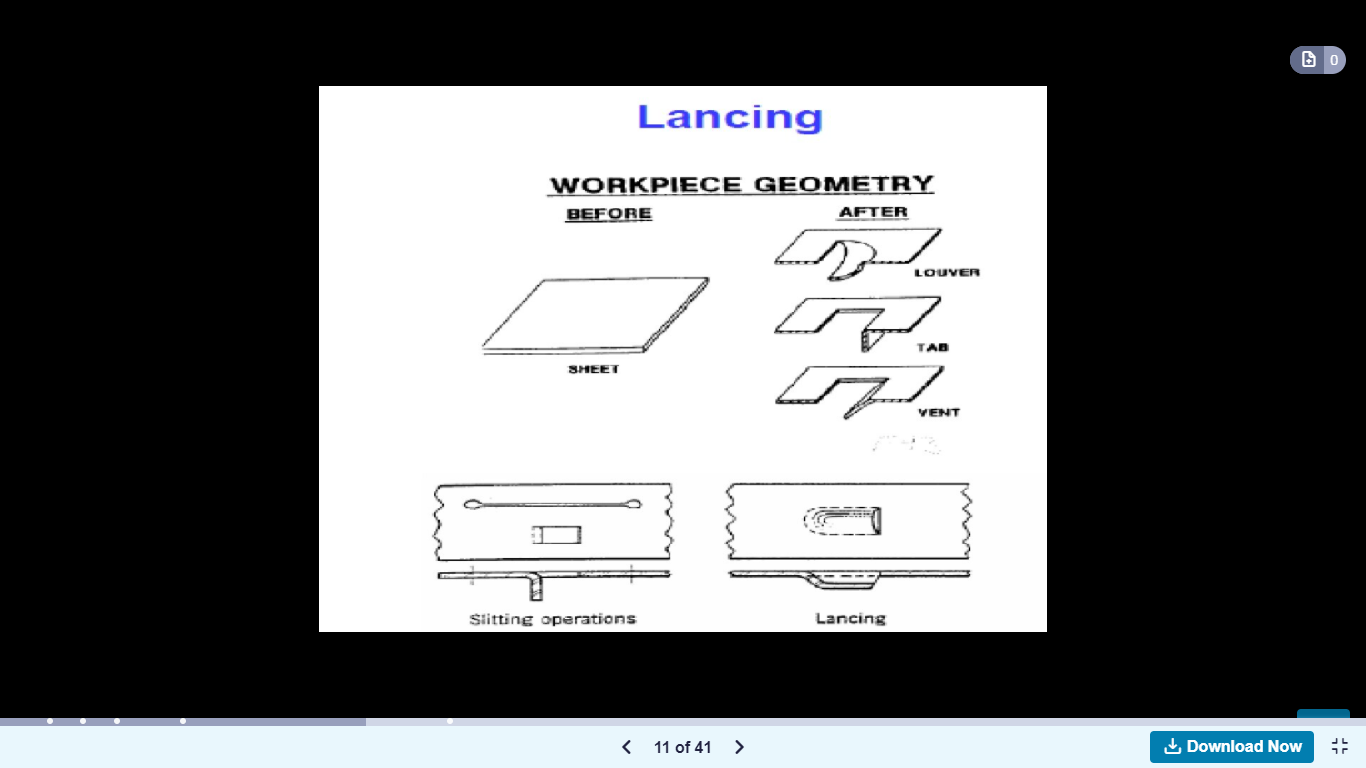 0
Lancing
WORKPIECE GEOMETRY
BEFORE
AFTER
LOUVER
SHEET
TAB
VENT
Slitting operations
Lancing
11 of 41
Download Now